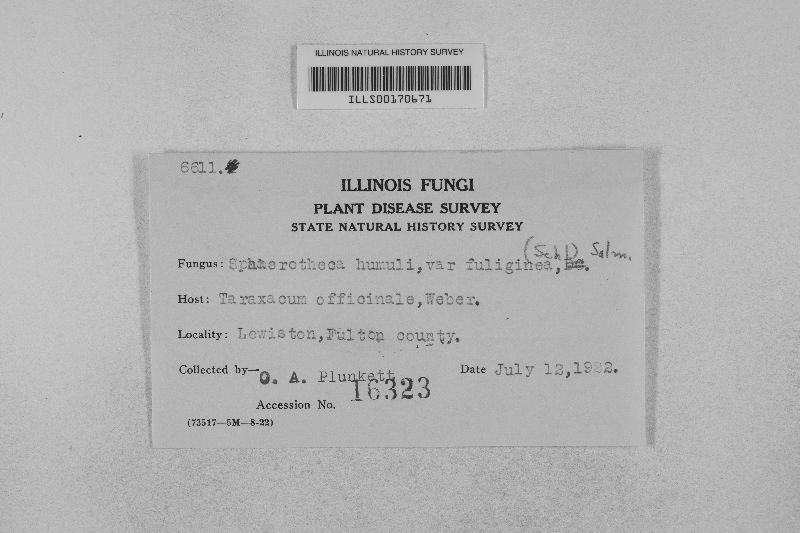 ILLINOIS NATURAL HISTORY SURVEY
ILLS00170671
6611.
ILLINOIS FUNGI
PLANT DISEASE SURVEY
STATE NATURAL HISTORY SURVEY
Fungus: Sphaerotheca humuli, var fuliginea, (Schl) Salm.
Host: Taraxacum officinale, Weber.
Locality: Lewiston, Fulton county.
Collected by— O. A. Plunkett Date July 12, 1922.
Accession No. 16323
(73517—5M—8-22)